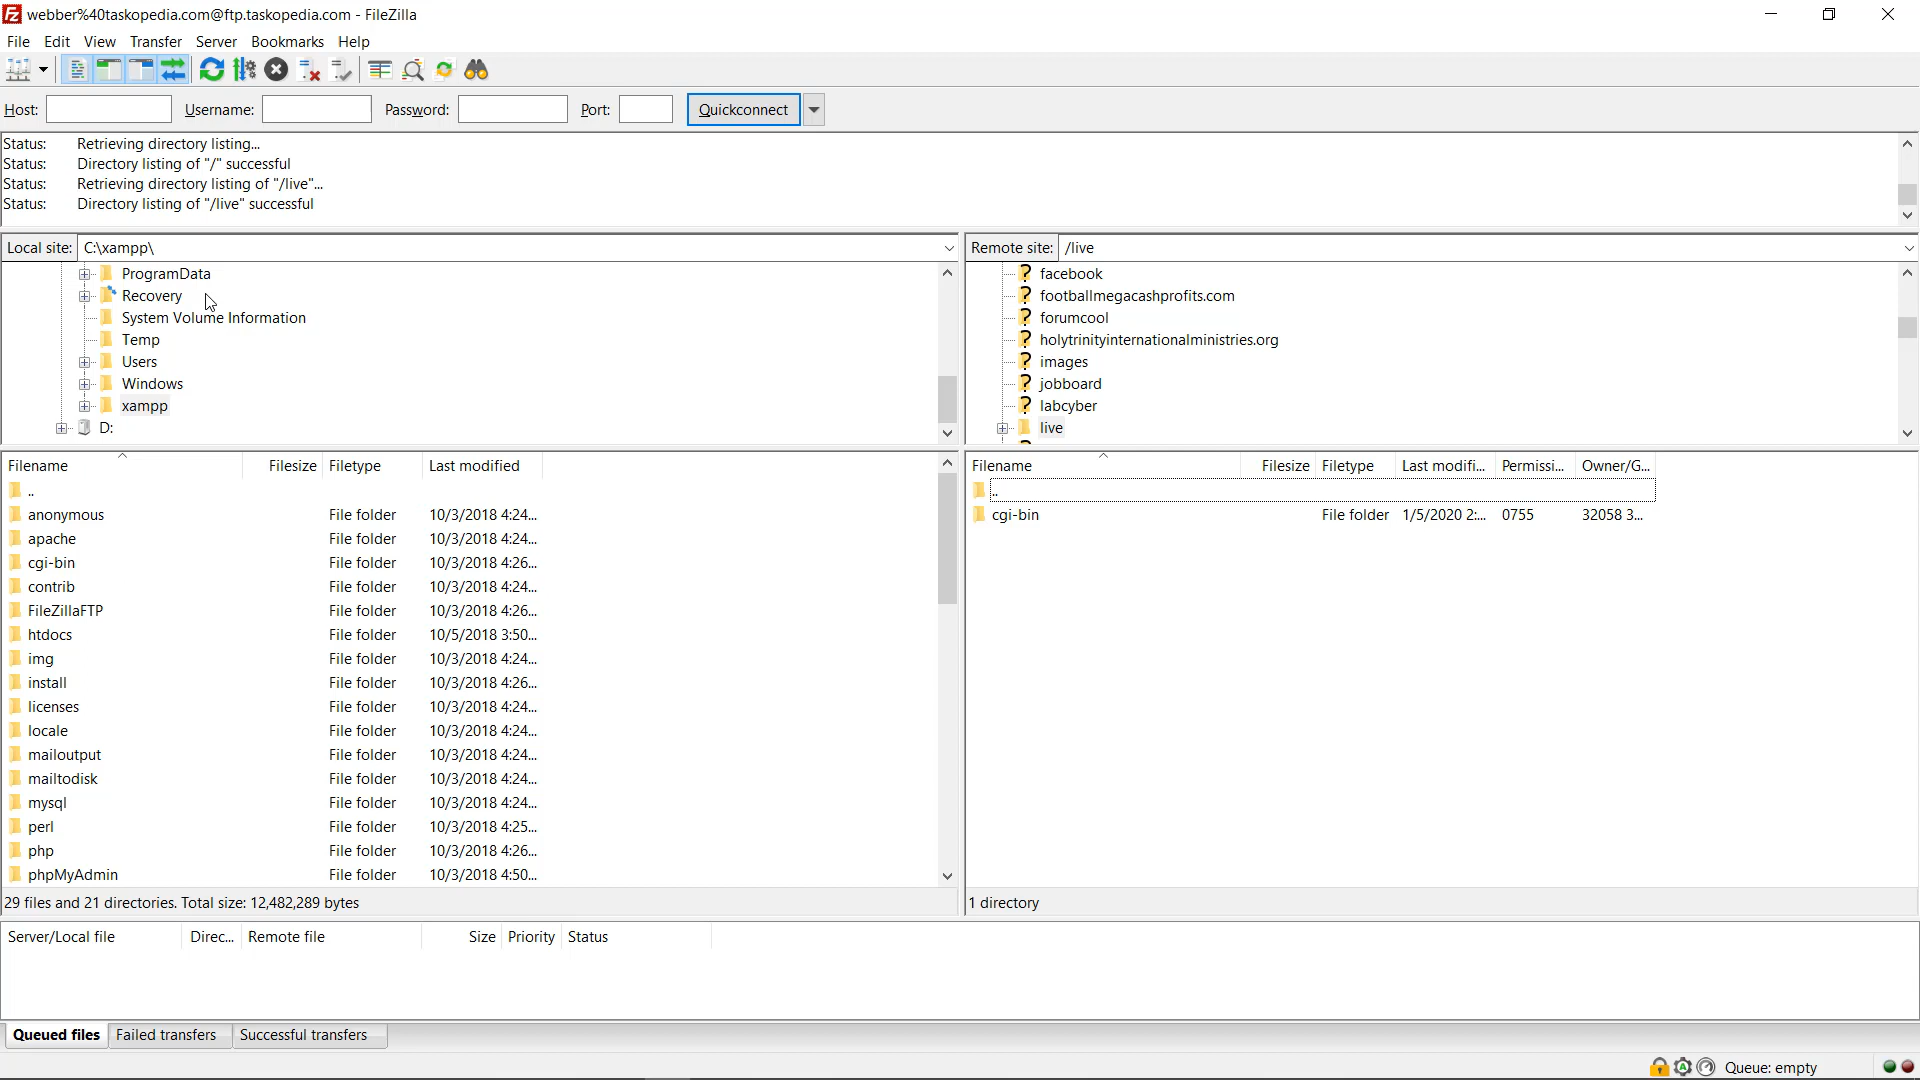 webber%40taskopedia.com@ftp.taskopedia.com - FileZilla
File Edit View Transfer Server Bookmarks Help
Host: Username: Password: Port: Quickconnect
Status: Retrieving directory listing...
Status: Directory listing of "/" successful
Status: Retrieving directory listing of "/live"...
Status: Directory listing of "/live" successful
Local site: C:\xampp\
ProgramData
Recovery
System Volume Information
Temp
Users
Windows
xampp
D:
Remote site: /live
facebook
footballmegacashprofits.com
forumcool
holytrinityinternationalministries.org
images
jobboard
labcyber
live
Filename Filesize Filetype Last modified
..
anonymous File folder 10/3/2018 4:24...
apache File folder 10/3/2018 4:24...
cgi-bin File folder 10/3/2018 4:26...
contrib File folder 10/3/2018 4:24...
FileZillaFTP File folder 10/3/2018 4:26...
htdocs File folder 10/5/2018 3:50...
img File folder 10/3/2018 4:24...
install File folder 10/3/2018 4:26...
licenses File folder 10/3/2018 4:24...
locale File folder 10/3/2018 4:24...
mailoutput File folder 10/3/2018 4:24...
mailtodisk File folder 10/3/2018 4:24...
mysql File folder 10/3/2018 4:24...
perl File folder 10/3/2018 4:25...
php File folder 10/3/2018 4:26...
phpMyAdmin File folder 10/3/2018 4:50...
29 files and 21 directories. Total size: 12,482,289 bytes
Filename Filesize Filetype Last modifi... Permissi... Owner/G...
..
cgi-bin File folder 1/5/2020 2:... 0755 32058 3...
1 directory
Server/Local file Direc... Remote file Size Priority Status
Queued files Failed transfers Successful transfers
Queue: empty